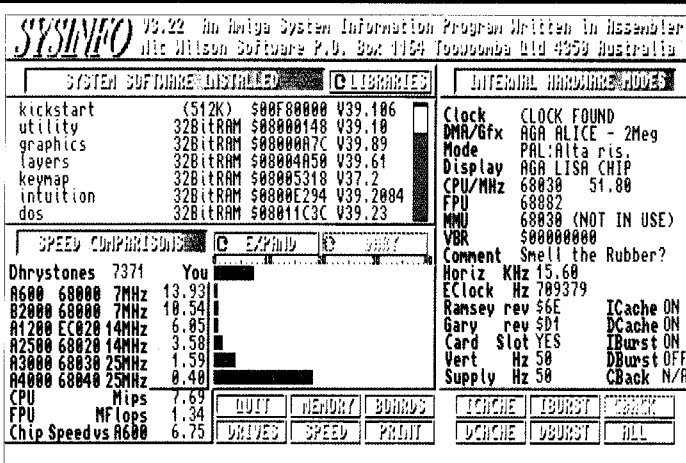 SYSINFO V3.22 An Amiga System Information Program Written in Assembler
Nic Wilson Software P.O. Box 1154 Toowoomba Qld 4350 Australia
SYSTEM SOFTWARE INSTALLED LIBRARIES
kickstart (512K) $00F80000 V39.106
utility 32BitRAM $08000148 V39.10
graphics 32BitRAM $08000A7C V39.89
layers 32BitRAM $08004A50 V39.61
keymap 32BitRAM $08005318 V37.2
intuition 32BitRAM $0800E294 V39.2084
dos 32BitRAM $08011C3C V39.23
INTERNAL HARDWARE MODES
Clock CLOCK FOUND
DMA/Gfx AGA ALICE - 2Meg
Mode PAL:Alta ris.
Display AGA LISA CHIP
CPU/MHz 68030 51.80
FPU 68882
MMU 68030 (NOT IN USE)
VBR $00000000
Comment Smell the Rubber?
Horiz KHz 15.60
EClock Hz 709379
Ramsey rev $6E ICache ON
Gary rev $D1 DCache ON
Card Slot YES IBurst ON
Vert Hz 50 DBurst OFF
Supply Hz 50 CBack N/A
SPEED COMPARISONS EXPAND
Dhrystones 7371 You
A600 68000 7MHz 13.93
B2000 68000 7MHz 10.54
A1200 EC020 14MHz 6.05
A2500 68020 14MHz 3.58
A3000 68030 25MHz 1.59
A4000 68040 25MHz 0.40
CPU Mips 7.69
FPU MFlops 1.34
Chip Speed vs A600 6.75
QUIT MEMORY BOARDS
DRIVES SPEED PRINT
ICACHE IBURST CBACK
DCACHE DBURST ALL